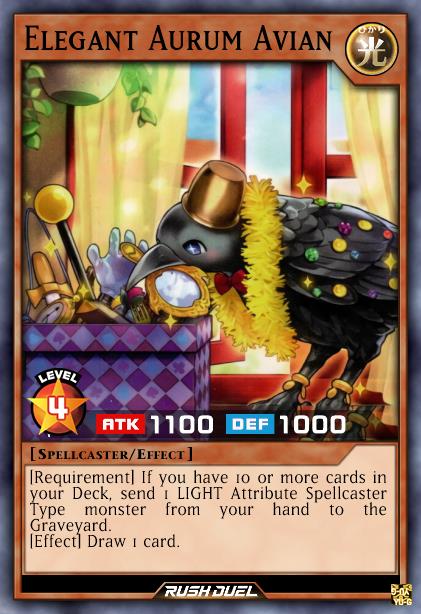 Elegant Aurum Avian
ひかり
光
LEVEL
4
ATK 1100 DEF 1000
[Spellcaster/Effect]
[Requirement] If you have 10 or more cards in
your Deck, send 1 LIGHT Attribute Spellcaster
Type monster from your hand to the
Graveyard.
[Effect] Draw 1 card.
RUSH DUEL